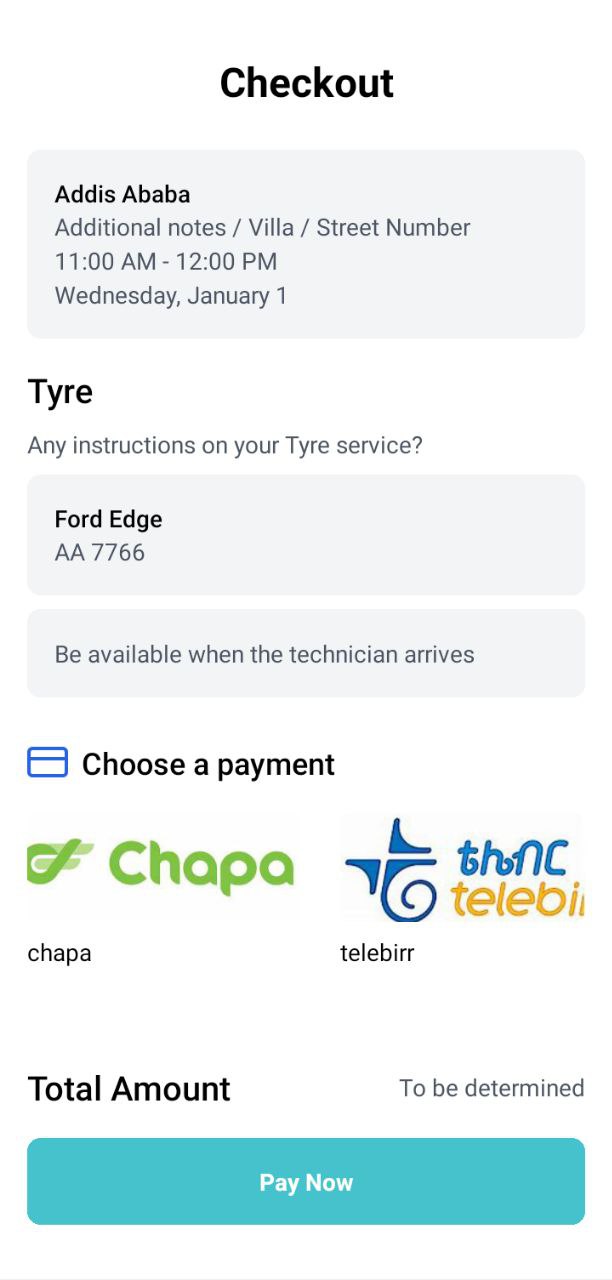 Checkout
Addis Ababa
Additional notes / Villa / Street Number
11:00 AM - 12:00 PM
Wednesday, January 1
Tyre
Any instructions on your Tyre service?
Ford Edge
AA 7766
Be available when the technician arrives
Choose a payment
Chapa
ቴሌብር
telebir
chapa
telebirr
Total Amount
To be determined
Pay Now